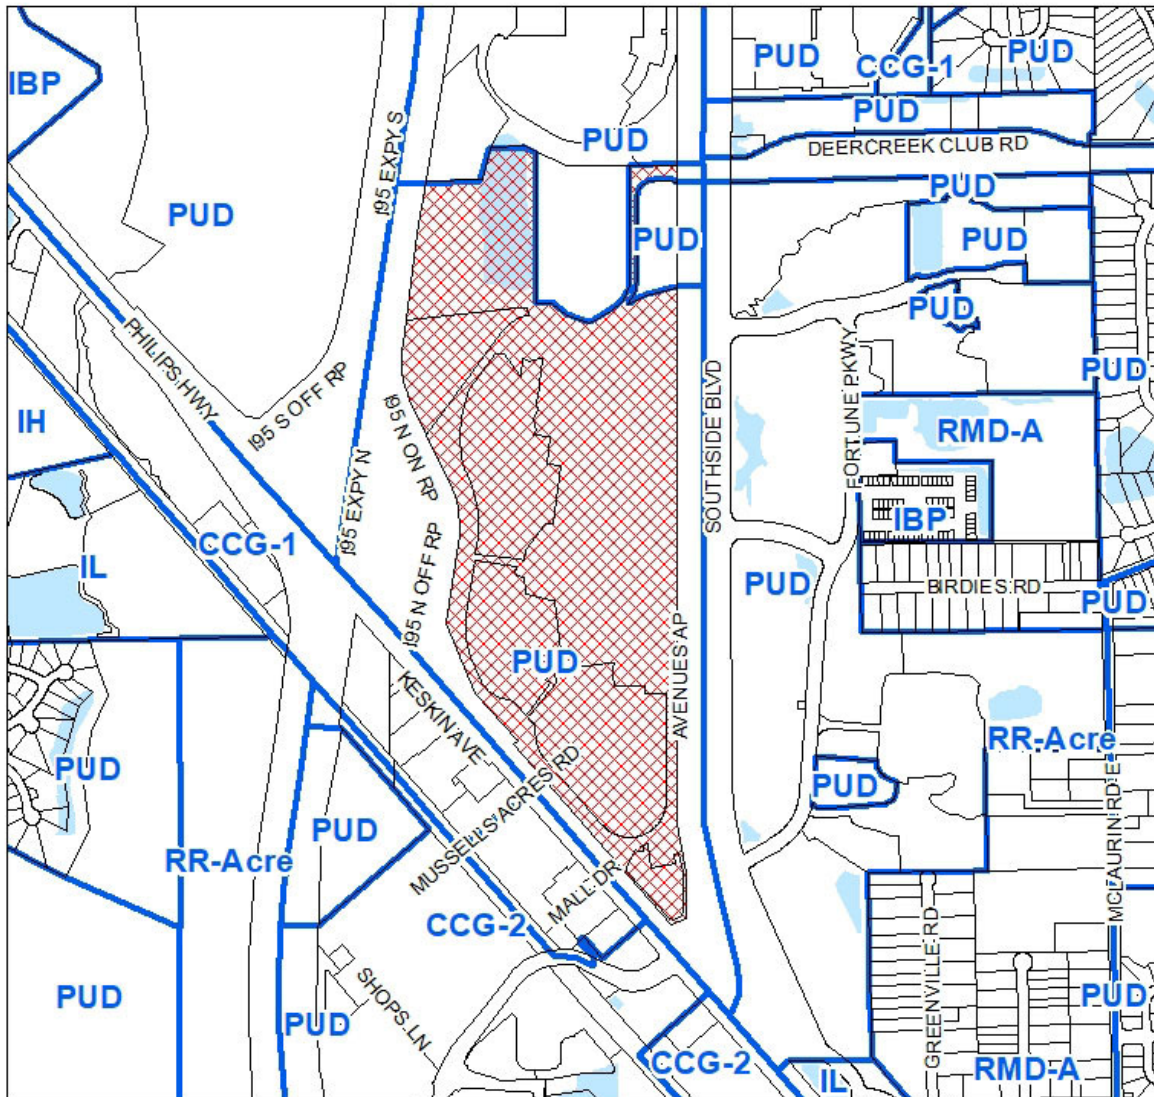 PUD
CCG-1
PUD
IBP
PUD
PUD
DEERCREEK CLUB RD
I95 EXPY S
PUD
PUD
PUD
PUD
PUD
PHILIPS HWY
I95 S OFF RP
SOUTHSIDE BLVD
FORTUNE PKWY
PUD
IH
I95 N ON RP
RMD-A
I95 EXPY N
IBP
CCG-1
I95 N OFF RP
IL
PUD
BIRDIES RD
PUD
PUD
AVENUES AP
KESKIN AVE
RR-Acre
PUD
PUD
MCLAURIN RD E
PUD
MUSSELLS ACRES RD
RR-Acre
MALL DR
CCG-2
GREENVILLE RD
PUD
SHOPS LN
PUD
PUD
CCG-2
IL
RMD-A